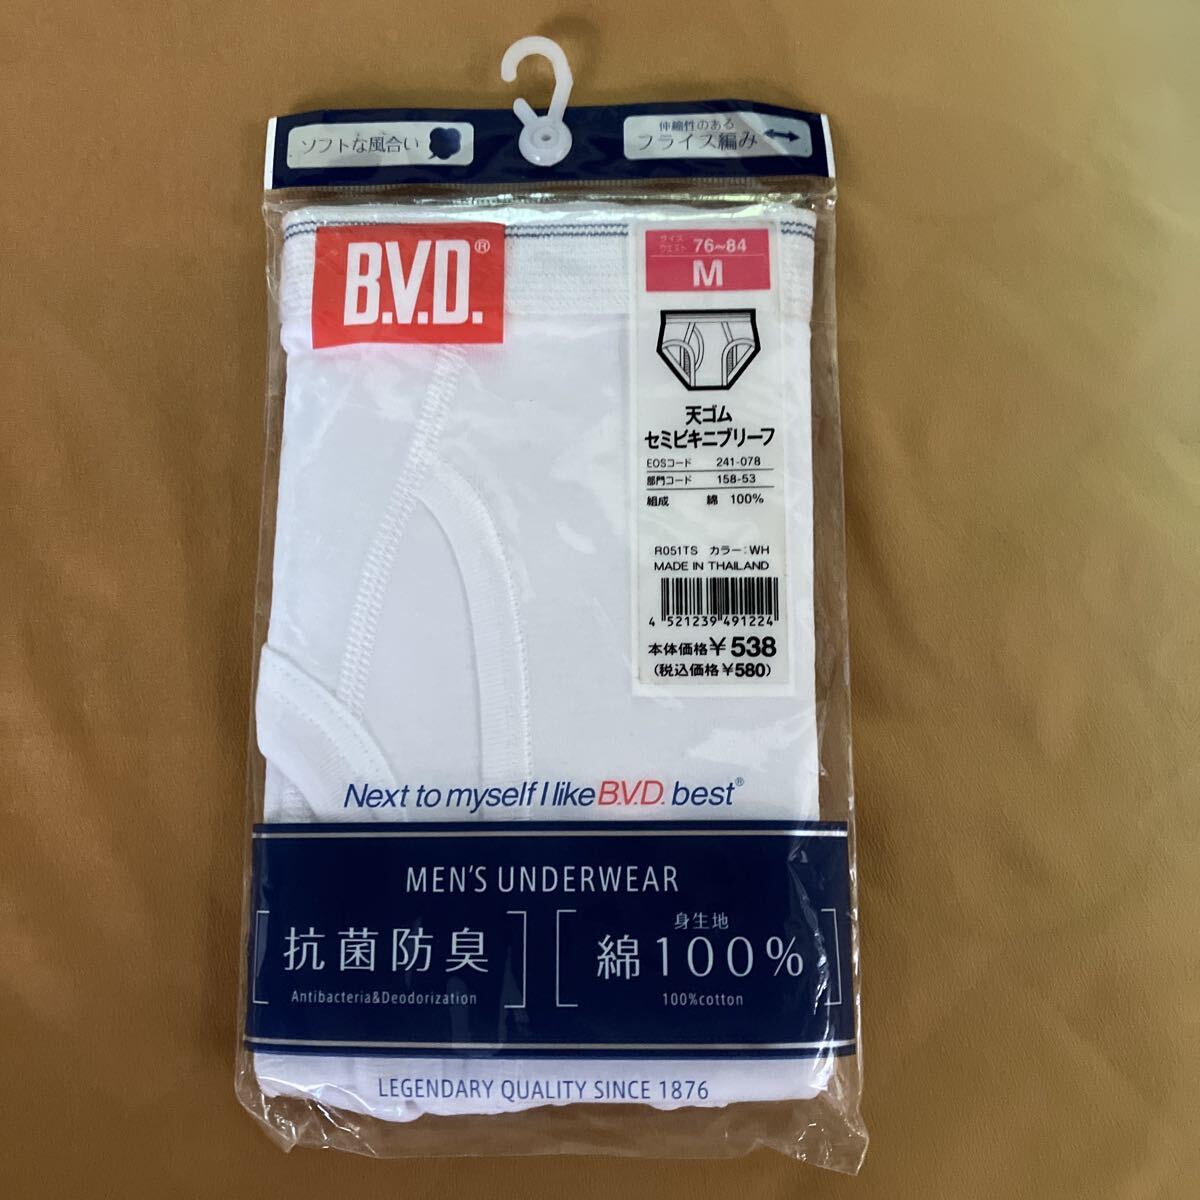 ソフトな風合い
伸縮性のある
フライス編み
B.V.D.®
サイズ
ウエスト 76~84
M
天ゴム
セミビキニブリーフ
EOSコード 241-078
部門コード 158-53
組成 綿 100%
R051TS カラー:WH
MADE IN THAILAND
4 521239 491224
本体価格¥538
(税込価格¥580)
Next to myself I like B.V.D. best®
MEN'S UNDERWEAR
抗菌防臭
Antibacteria&Deodorization
身生地
綿100%
100%cotton
LEGENDARY QUALITY SINCE 1876